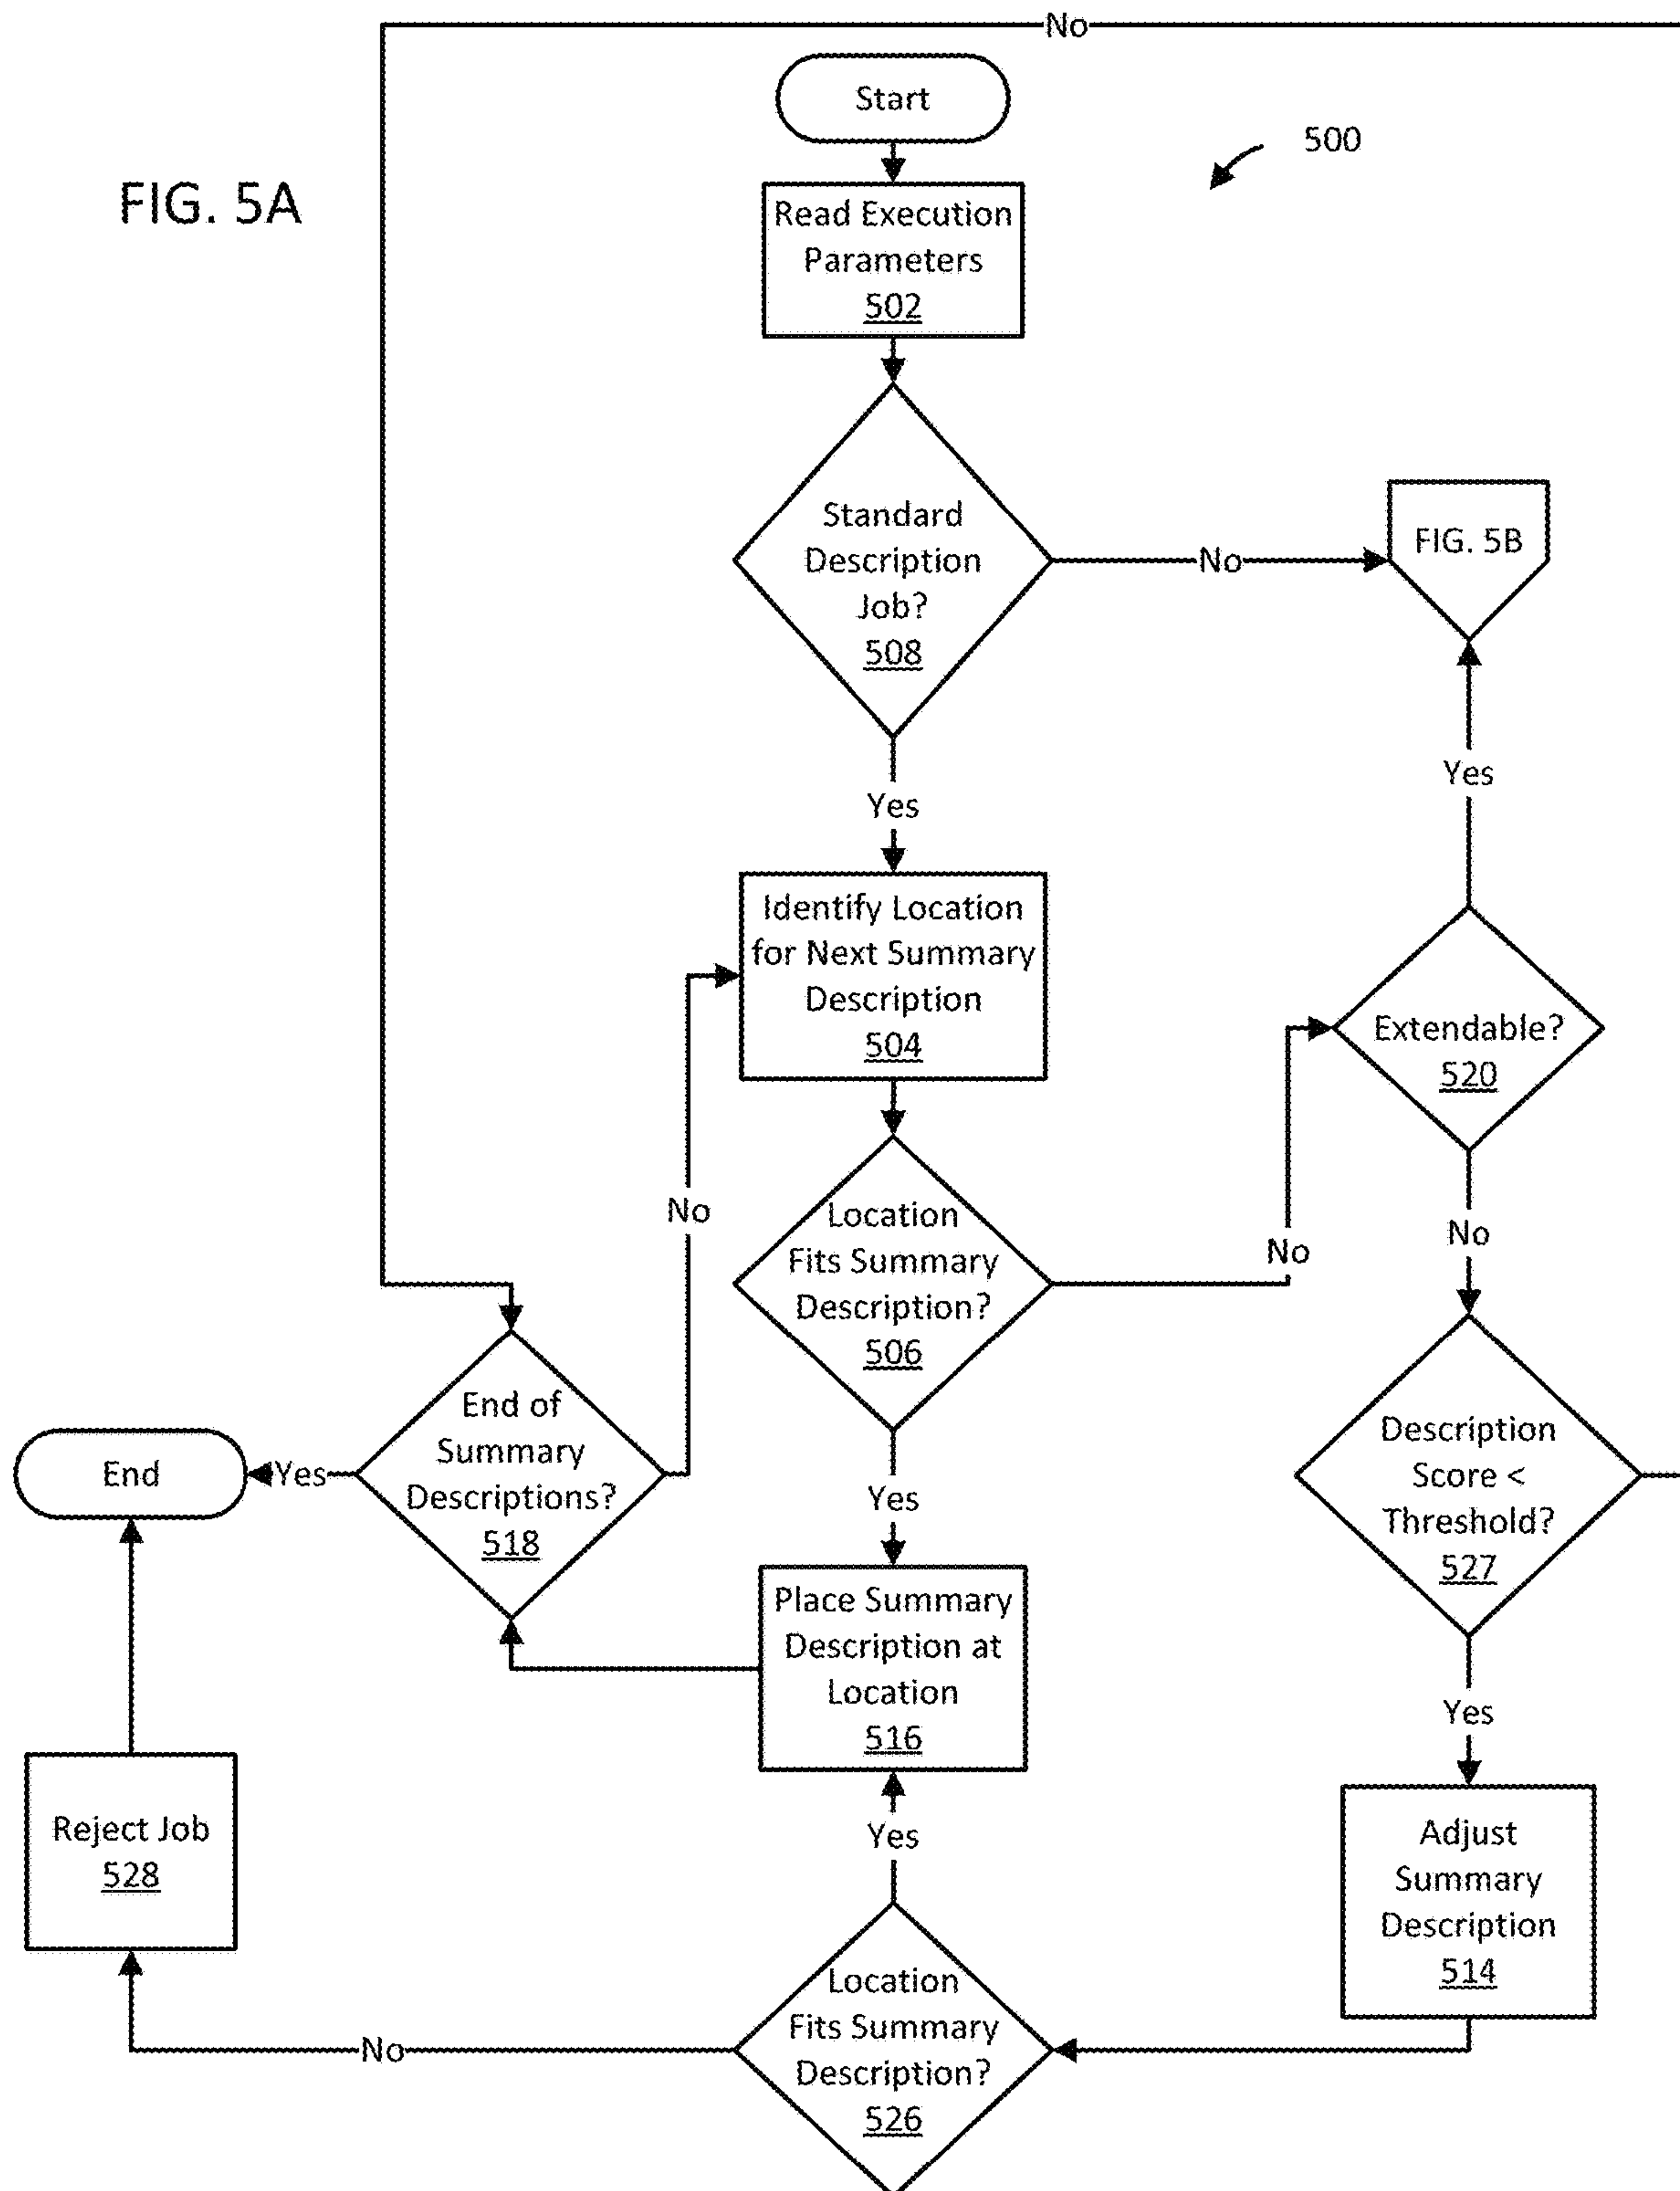 No
Start
500
FIG. 5A
Read Execution
Parameters
502
Standard
Description
Job?
508
No
FIG. 5B
Yes
Yes
Identify Location
for Next Summary
Description
504
Extendable?
520
No
Location
Fits Summary
Description?
506
No
No
End of
Summary
Descriptions?
518
Yes
End
Yes
Description
Score <
Threshold?
527
Place Summary
Description at
Location
516
Yes
Reject Job
528
Yes
Adjust
Summary
Description
514
Location
Fits Summary
Description?
526
No